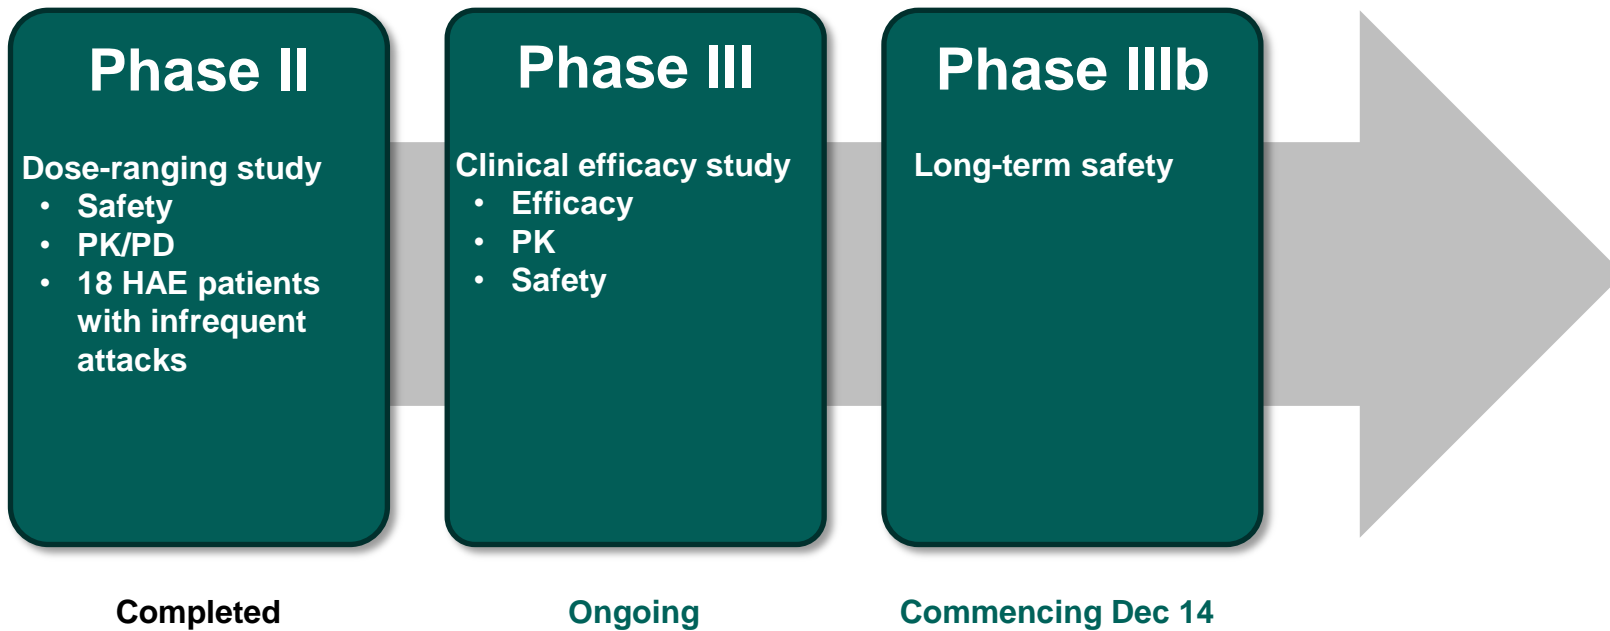 Phase II
Dose-ranging study
• Safety
• PK/PD
• 18 HAE patients
with infrequent
attacks
Completed
Phase III
Clinical efficacy study
• Efficacy
• PK
• Safety
Ongoing
Phase IIIb
Long-term safety
Commencing Dec 14